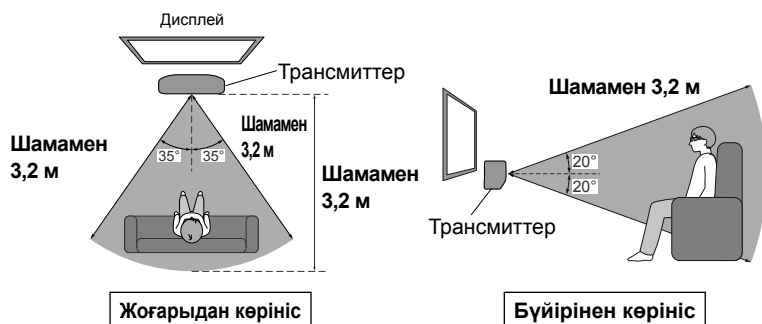 Дисплей
Трансмиттер
Шамамен
3,2 м
35°
35°
Шамамен
3,2 м
Шамамен
3,2 м
Жоғарыдан көрініс
Шамамен 3,2 м
20°
20°
Трансмиттер
Бүйірінен көрініс